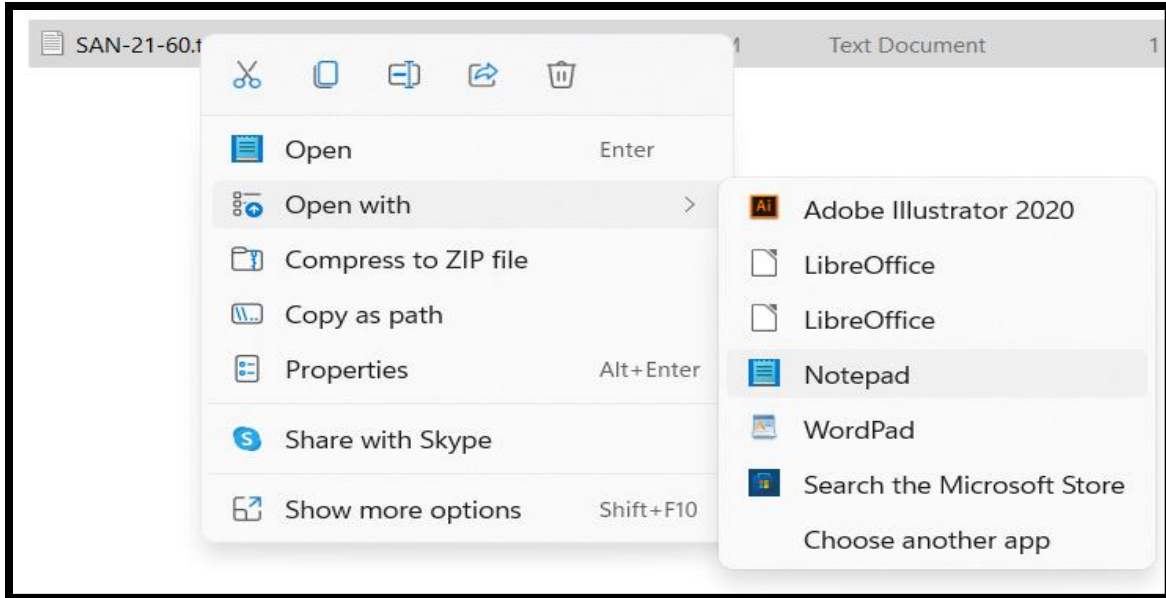 SAN-21-60.t
Text Document 1
Open Enter
Open with
Compress to ZIP file
Copy as path
Properties Alt+Enter
Share with Skype
Show more options Shift+F10
Ai Adobe Illustrator 2020
LibreOffice
LibreOffice
Notepad
WordPad
Search the Microsoft Store
Choose another app